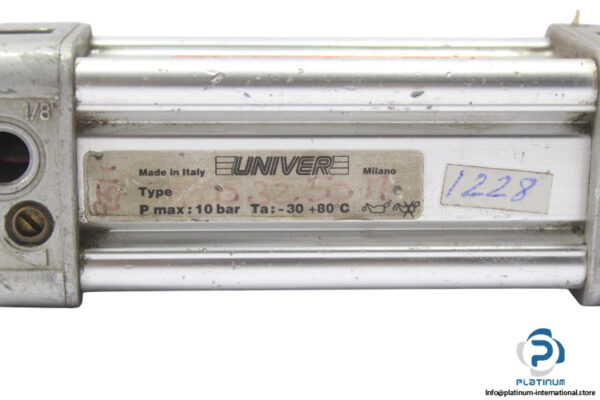 1/8"
Made in Italy UNIVER Milano
Type
P max: 10 bar Ta: -30 +80°C
1228
PLATINUM
Info@platinum-international.store